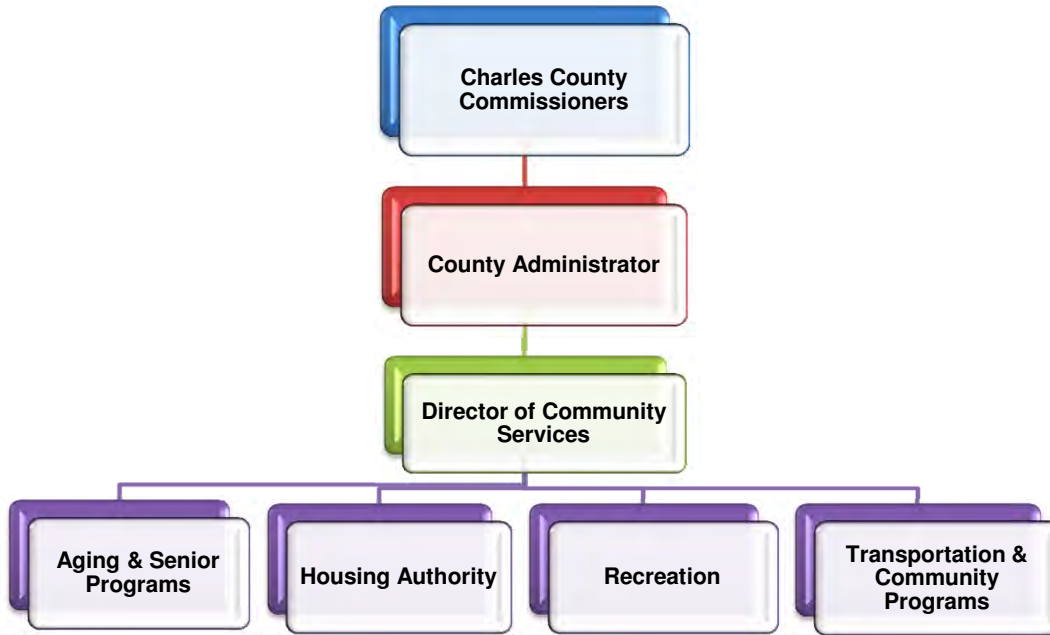 Charles County
Commissioners
County Administrator
Director of Community
Services
Aging & Senior
Programs
Housing Authority
Recreation
Transportation &
Community
Programs